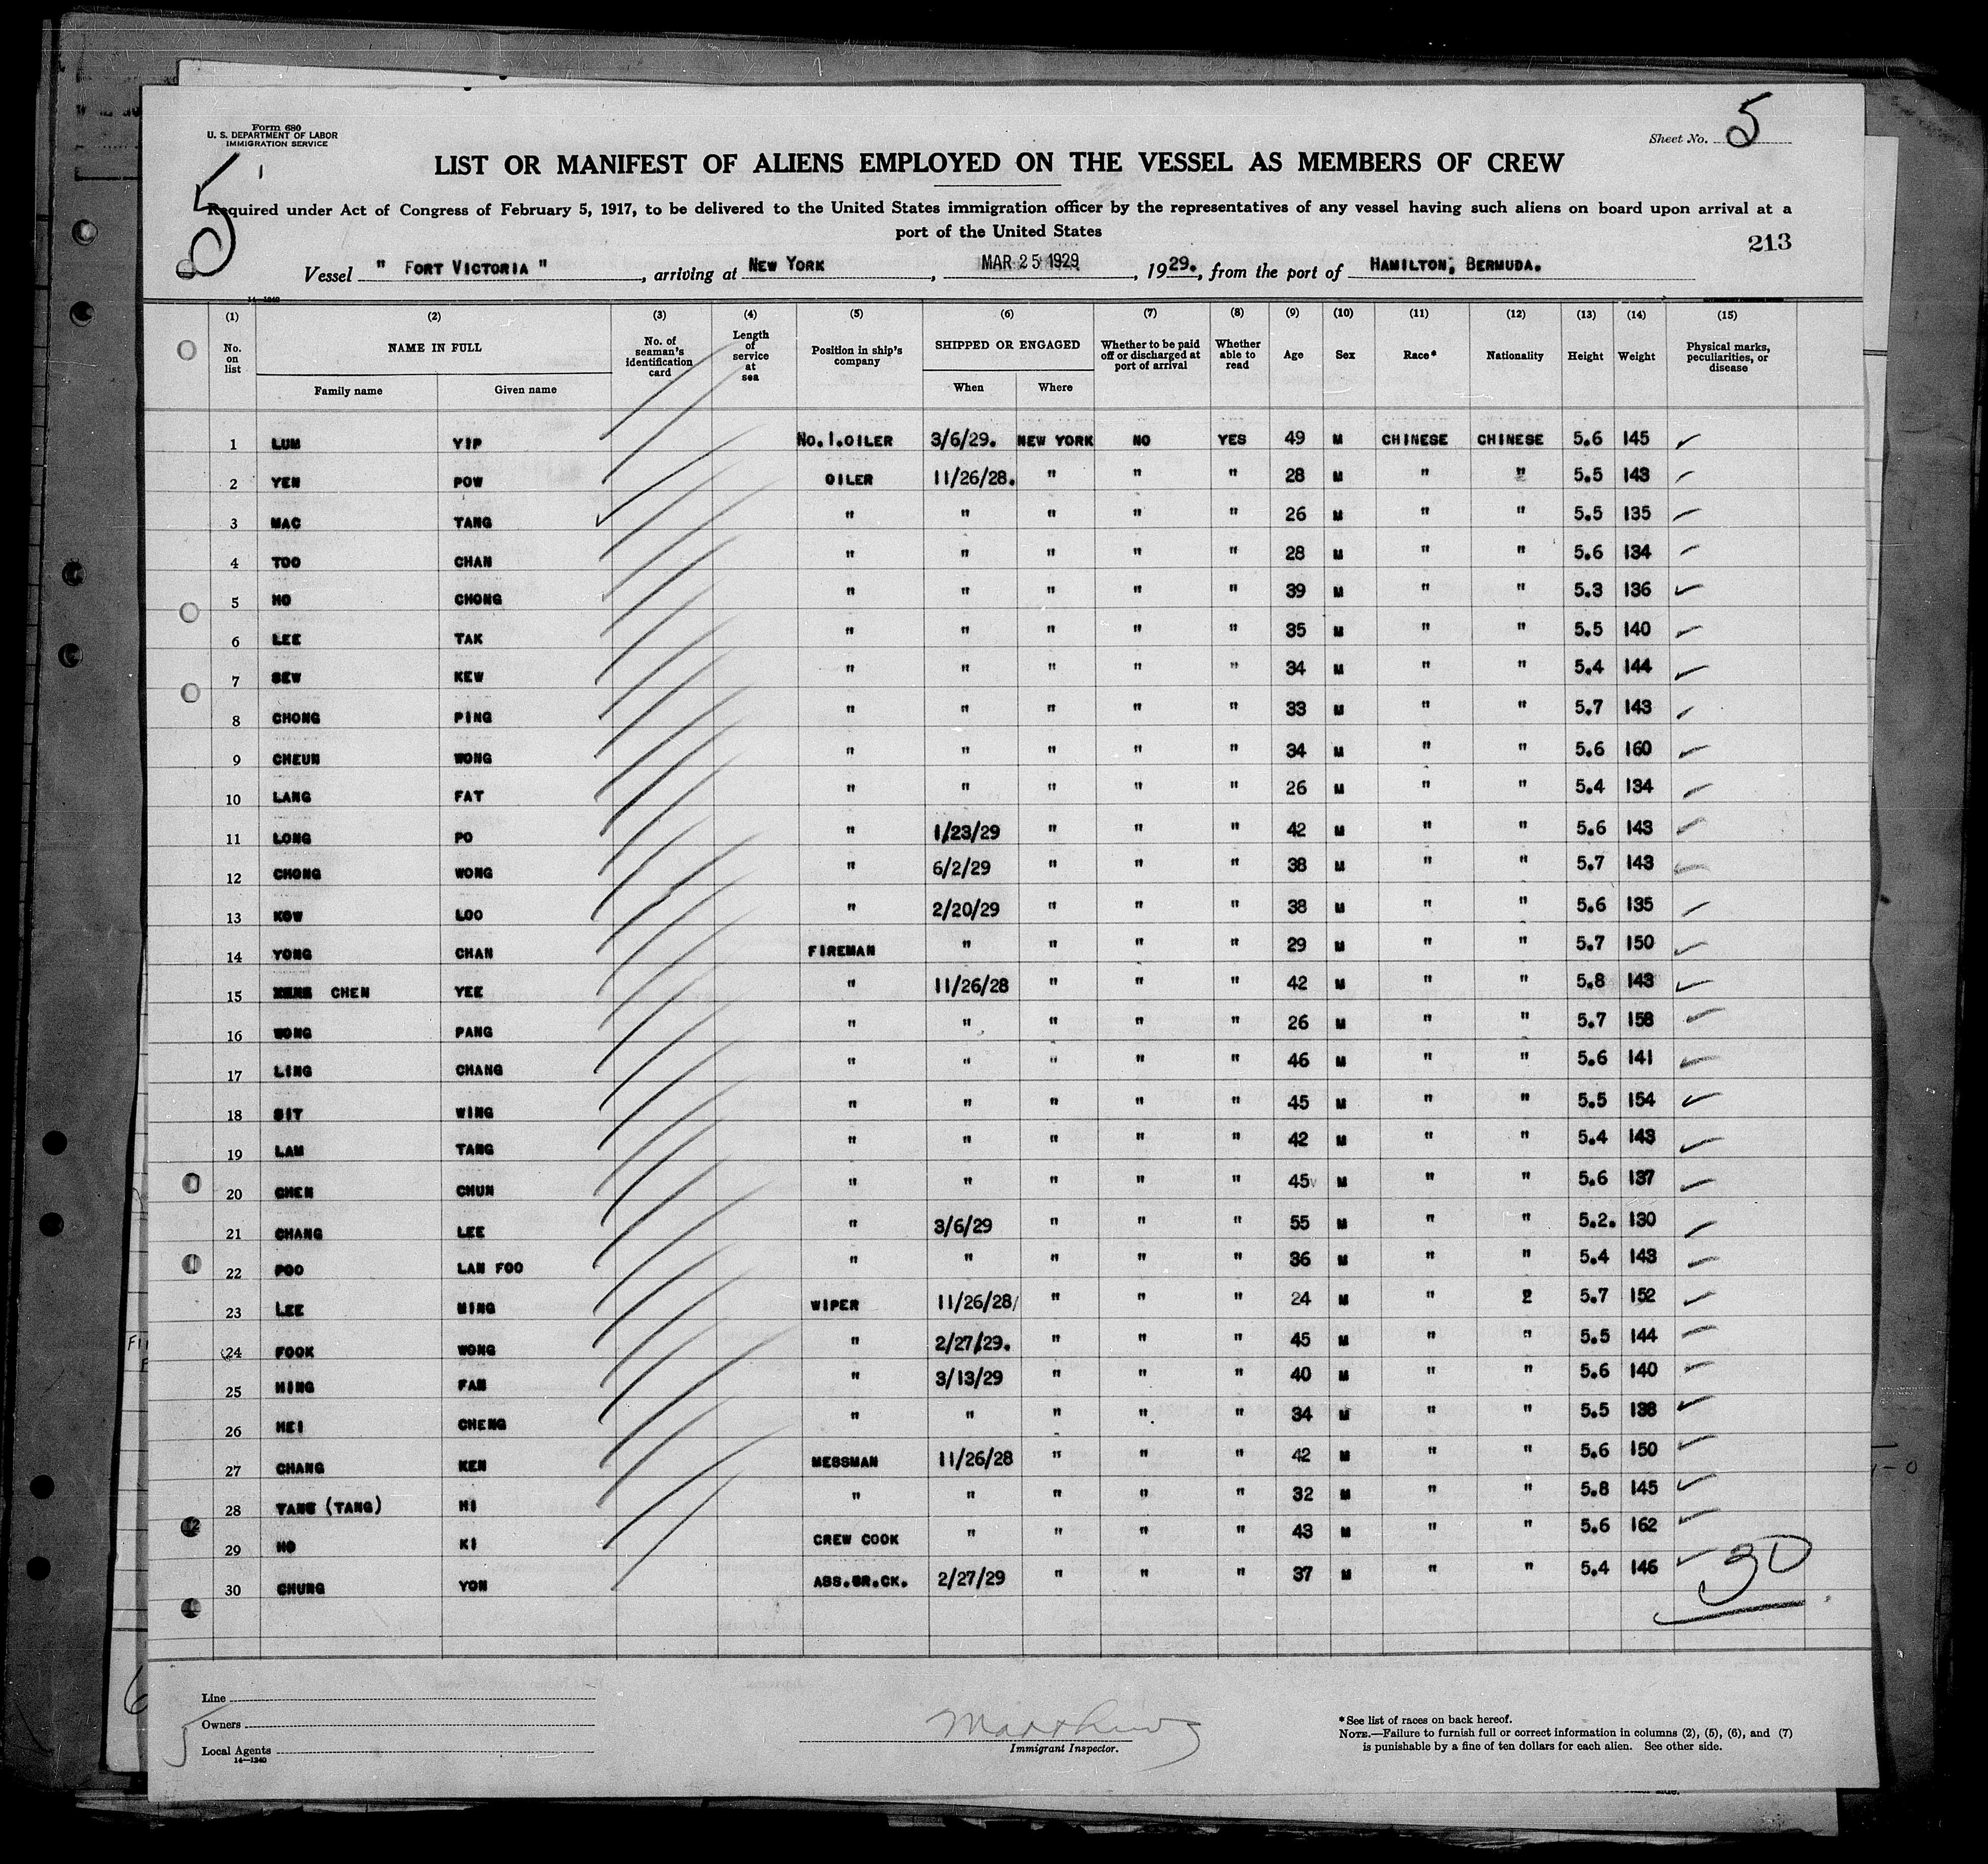 Form 680
U. S. DEPARTMENT OF LABOR
IMMIGRATION SERVICE
Sheet No. 5
5
LIST OR MANIFEST OF ALIENS EMPLOYED ON THE VESSEL AS MEMBERS OF CREW
Required under Act of Congress of February 5, 1917, to be delivered to the United States immigration officer by the representatives of any vessel having such aliens on board upon arrival at a
port of the United States
213
Vessel " FORT VICTORIA ", arriving at NEW YORK, MAR 25 1929, 1929., from the port of HAMILTON, BERMUDA.
14—1240
(1) (2) (3) (4) (5) (6) (7) (8) (9) (10) (11) (12) (13) (14) (15)
No. on list NAME IN FULL Family name Given name No. of seaman's identification card Length of service at sea Position in ship's company SHIPPED OR ENGAGED When Where Whether to be paid off or discharged at port of arrival Whether able to read Age Sex Race* Nationality Height Weight Physical marks, peculiarities, or disease
1 LUM YIP NO.1.OILER 3/6/29. NEW YORK NO YES 49 M CHINESE CHINESE 5.6 145
2 YEN POW OILER 11/26/28. " " " 28 M " " 5.5 143
3 MAC TANG " " " " " 26 M " " 5.5 135
4 TOO CHAN " " " " " 28 M " " 5.6 134
5 HO CHONG " " " " " 39 M " " 5.3 136
6 LEE TAK " " " " " 35 M " " 5.5 140
7 SEW KEW " " " " " 34 M " " 5.4 144
8 CHONG PING " " " " " 33 M " " 5.7 143
9 CHEUN WONG " " " " " 34 M " " 5.6 160
10 LANG FAT " " " " " 26 M " " 5.4 134
11 LONG PO " 1/23/29 " " " 42 M " " 5.6 143
12 CHONG WONG " 6/2/29 " " " 38 M " " 5.7 143
13 KOW LOO " 2/20/29 " " " 38 M " " 5.6 135
14 YONG CHAN FIREMAN " " " " 29 M " " 5.7 150
15 CHEN YEE " 11/26/28 " " " 42 M " " 5.8 143
16 WONG PANG " " " " " 26 M " " 5.7 158
17 LING CHANG " " " " " 46 M " " 5.6 141
18 SIT WING " " " " " 45 M " " 5.5 154
19 LAM TANG " " " " " 42 M " " 5.4 143
20 CHEN CHUN " " " " " 45 M " " 5.6 137
21 CHANG LEE " 3/6/29 " " " 55 M " " 5.2. 130
22 POO LAN FOO " " " " " 36 M " " 5.4 143
23 LEE MING WIPER 11/26/28/ " " " 24 M " 2 5.7 152
24 FOOK WONG " 2/27/29. " " " 45 M " " 5.5 144
25 HING FAN " 3/13/29 " " " 40 M " " 5.6 140
26 HEI CHENG " " " " " 34 M " " 5.5 138
27 CHANG KEN MESSMAN 11/26/28 " " " 42 M " " 5.6 150
28 YANG (TANG) HI " " " " " 32 M " " 5.8 145
29 HO KI CREW COOK " " " " 43 M " " 5.6 162
30 CHUNG YON ASS.SR.CK. 2/27/29 " " " 37 M " " 5.4 146
30
Line
Owners
Local Agents
14—1240
Immigrant Inspector.
*See list of races on back hereof.
NOTE.—Failure to furnish full or correct information in columns (2), (5), (6), and (7)
is punishable by a fine of ten dollars for each alien. See other side.